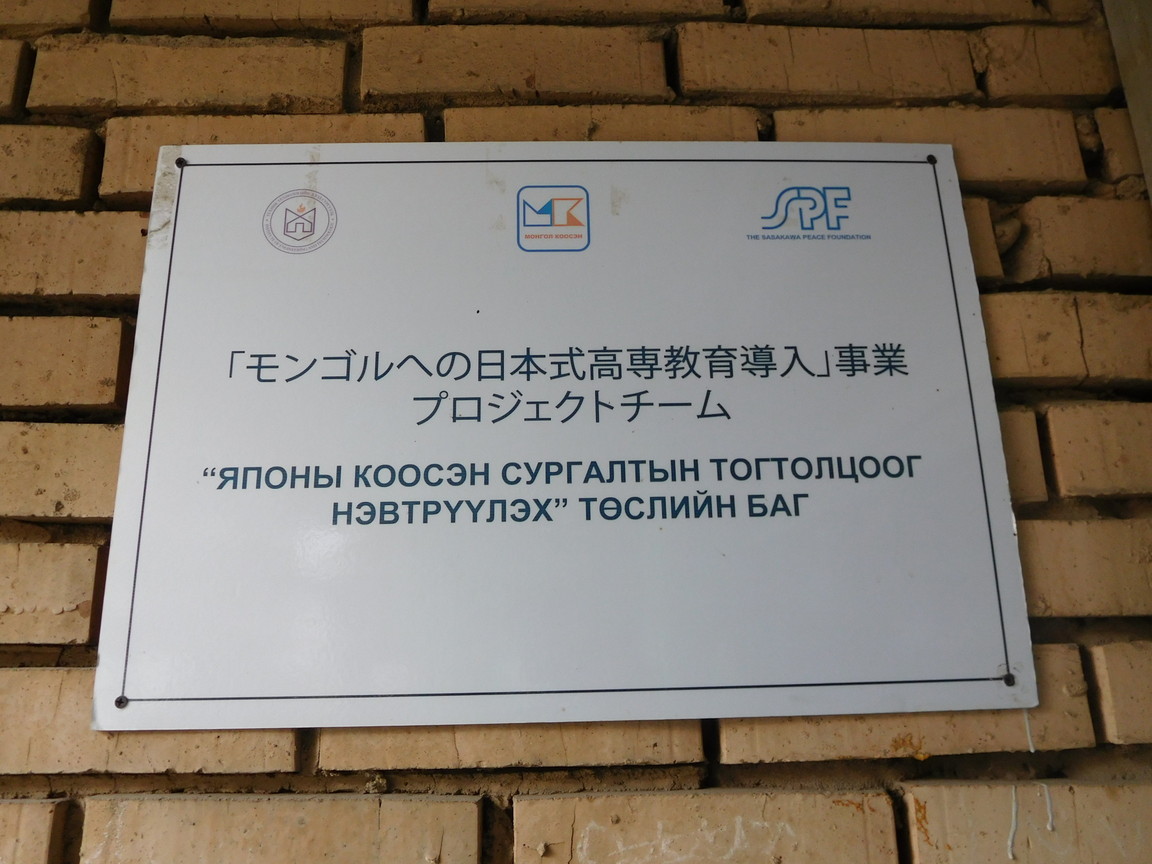 МОНГОЛ КООСЭН
SPF
THE SASAKAWA PEACE FOUNDATION
「モンゴルへの日本式高専教育導入」事業
プロジェクトチーム
“ЯПОНЫ КООСЭН СУРГАЛТЫН ТОГТОЛЦООГ
НЭВТРҮҮЛЭХ” ТӨСЛИЙН БАГ